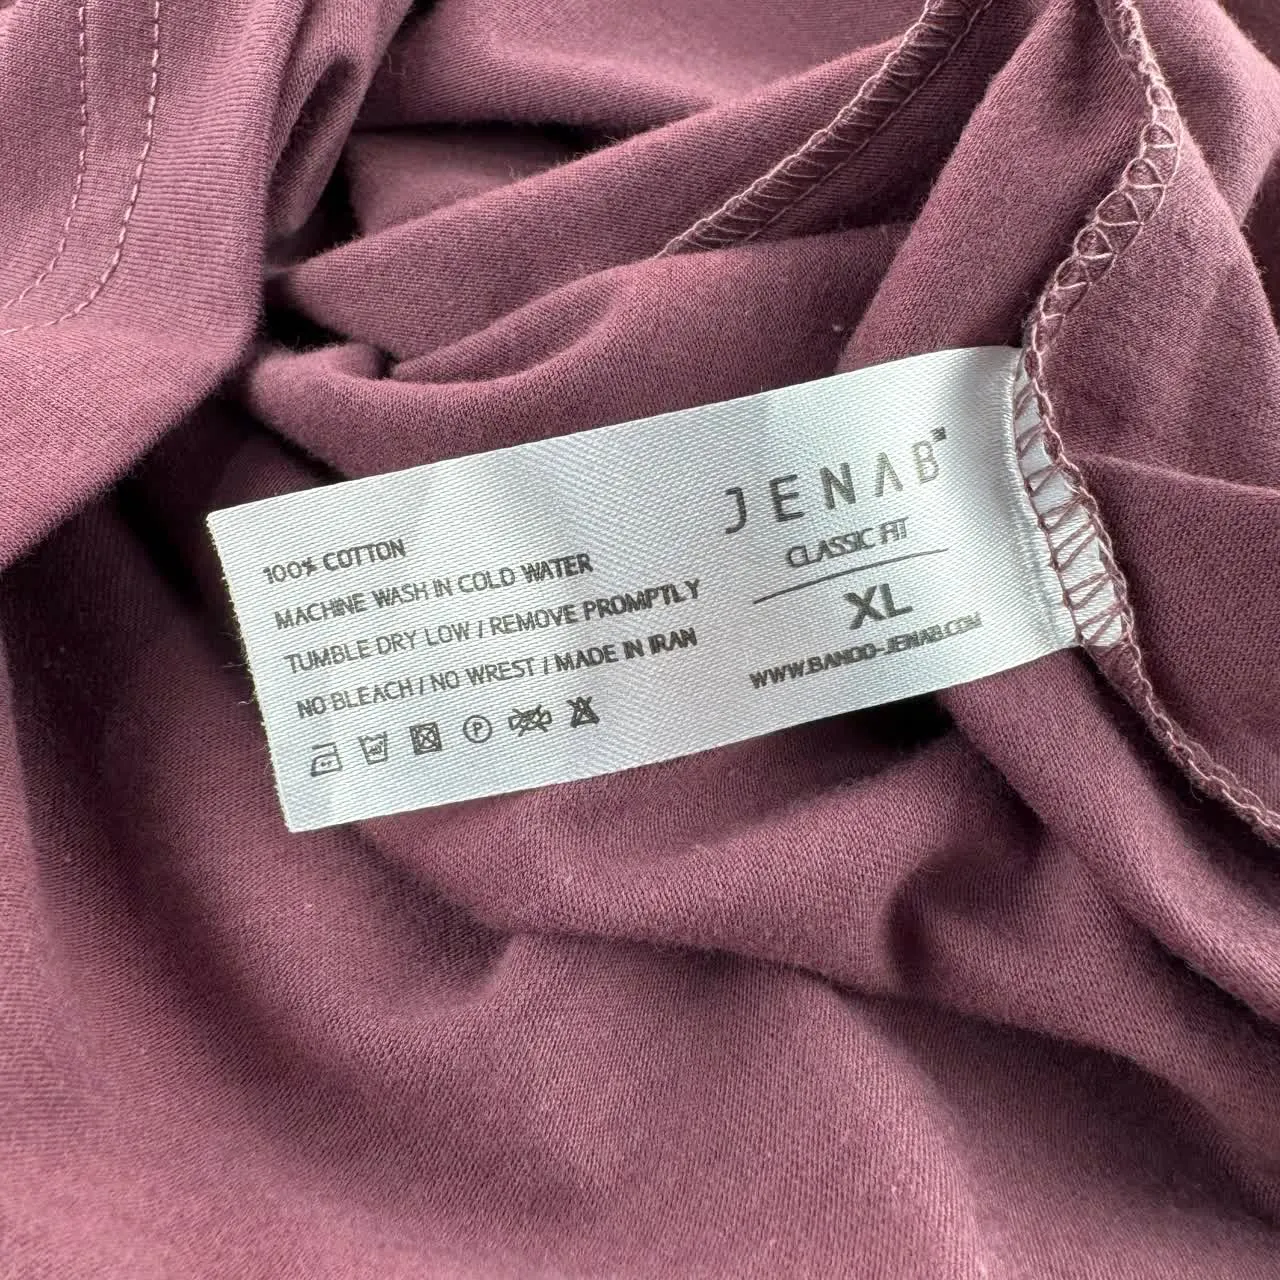 JENAB
CLASSIC FIT
XL
WWW.BANOO-JENAB.COM
100% COTTON
MACHINE WASH IN COLD WATER
TUMBLE DRY LOW / REMOVE PROMPTLY
NO BLEACH / NO WREST / MADE IN IRAN
P